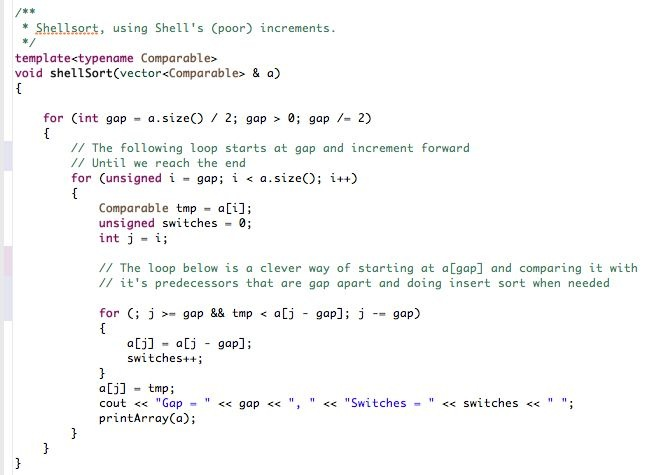 /**
 * Shellsort, using Shell's (poor) increments.
 */
template<typename Comparable>
void shellSort(vector<Comparable> & a)
{
    for (int gap = a.size() / 2; gap > 0; gap /= 2)
    {
        // The following loop starts at gap and increment forward
        // Until we reach the end
        for (unsigned i = gap; i < a.size(); i++)
        {
            Comparable tmp = a[i];
            unsigned switches = 0;
            int j = i;
            // The loop below is a clever way of starting at a[gap] and comparing it with
            // it's predecessors that are gap apart and doing insert sort when needed
            for (; j >= gap && tmp < a[j - gap]; j -= gap)
            {
                a[j] = a[j - gap];
                switches++;
            }
            a[j] = tmp;
            cout << "Gap = " << gap << ", " << "Switches = " << switches << " ";
            printArray(a);
        }
    }
}